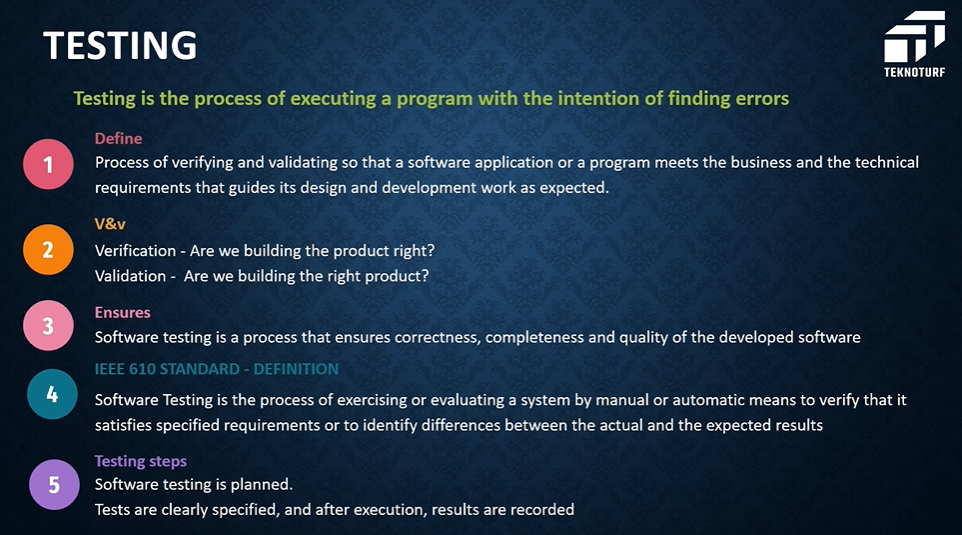 TESTING
TEKNOTURF
Testing is the process of executing a program with the intention of finding errors
1
Define
Process of verifying and validating so that a software application or a program meets the business and the technical
requirements that guides its design and development work as expected.
2
V&v
Verification - Are we building the product right?
Validation - Are we building the right product?
3
Ensures
Software testing is a process that ensures correctness, completeness and quality of the developed software
4
IEEE 610 STANDARD - DEFINITION
Software Testing is the process of exercising or evaluating a system by manual or automatic means to verify that it
satisfies specified requirements or to identify differences between the actual and the expected results
5
Testing steps
Software testing is planned.
Tests are clearly specified, and after execution, results are recorded